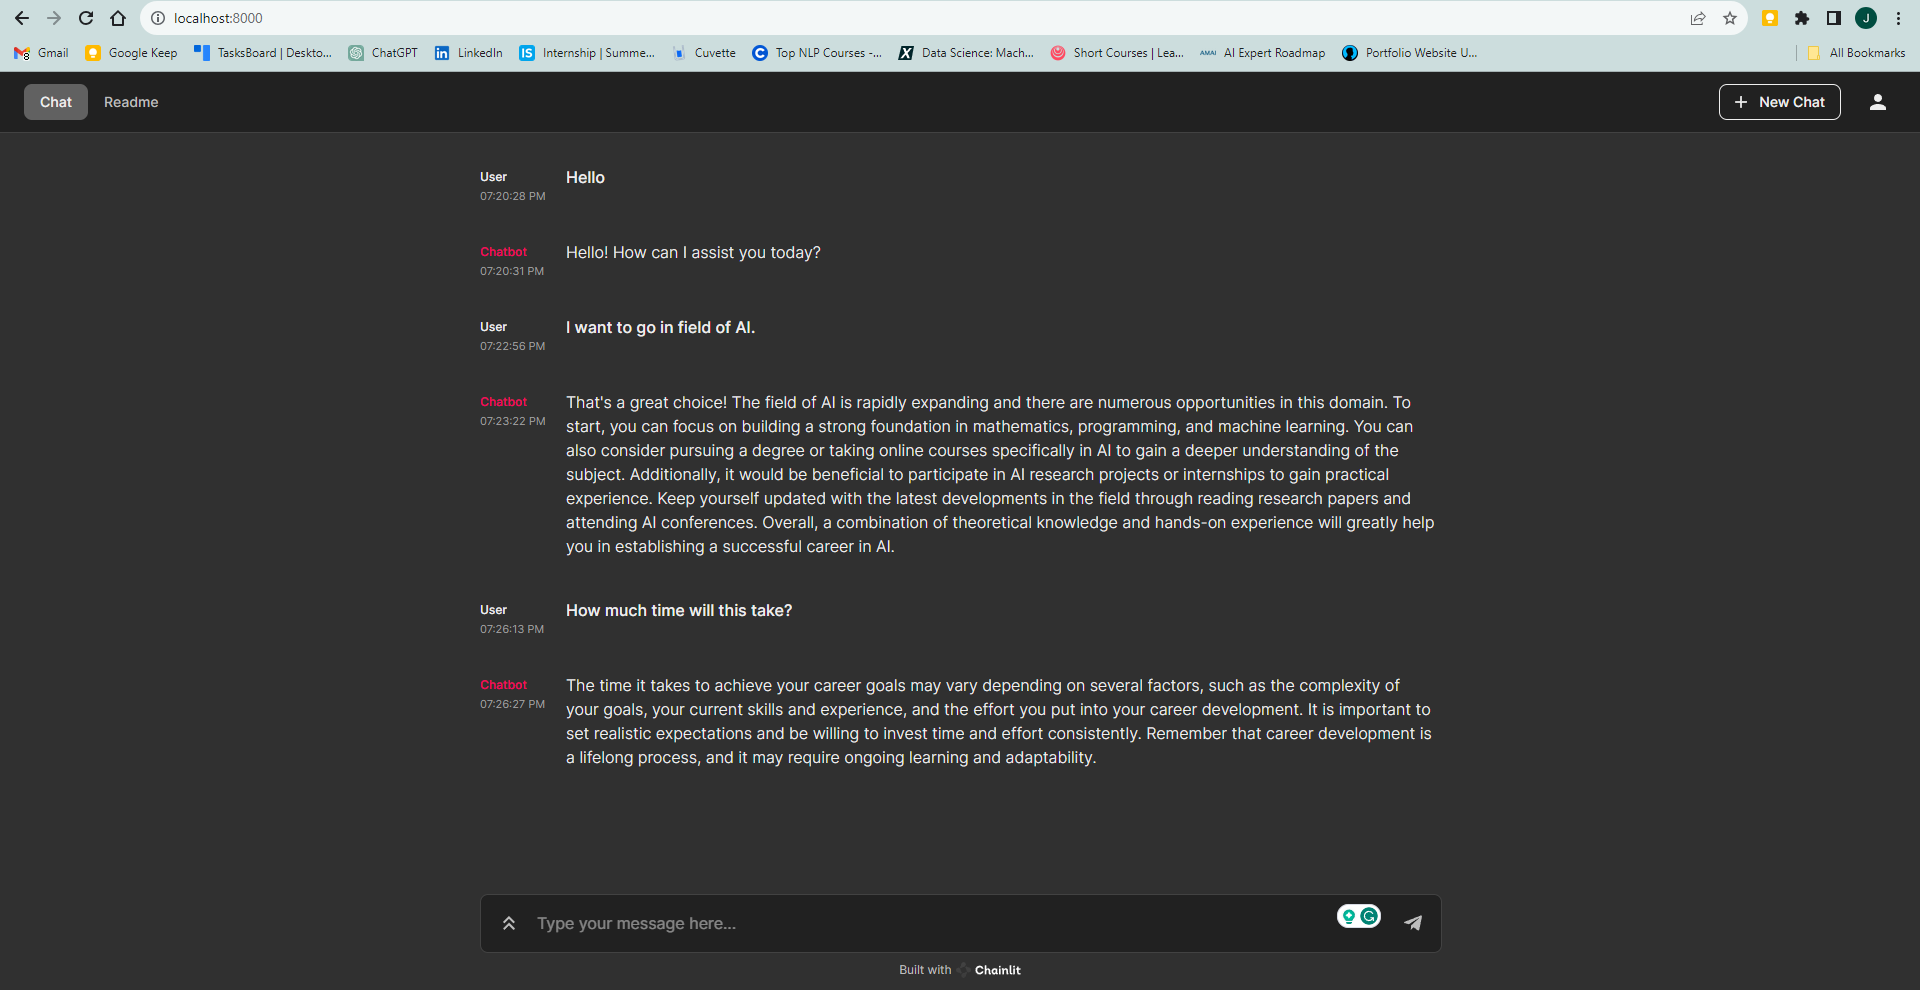 localhost:8000
J
Gmail
Google Keep
TasksBoard | Deskto...
ChatGPT
LinkedIn
IS
Internship | Summe...
Cuvette
Top NLP Courses -...
Data Science: Mach...
Short Courses | Lea...
AMAI
AI Expert Roadmap
Portfolio Website U...
All Bookmarks
Chat
Readme
New Chat
User
07:20:28 PM
Hello
Chatbot
07:20:31 PM
Hello! How can I assist you today?
User
07:22:56 PM
I want to go in field of AI.
Chatbot
07:23:22 PM
That's a great choice! The field of AI is rapidly expanding and there are numerous opportunities in this domain. To
start, you can focus on building a strong foundation in mathematics, programming, and machine learning. You can
also consider pursuing a degree or taking online courses specifically in AI to gain a deeper understanding of the
subject. Additionally, it would be beneficial to participate in AI research projects or internships to gain practical
experience. Keep yourself updated with the latest developments in the field through reading research papers and
attending AI conferences. Overall, a combination of theoretical knowledge and hands-on experience will greatly help
you in establishing a successful career in AI.
User
07:26:13 PM
How much time will this take?
Chatbot
07:26:27 PM
The time it takes to achieve your career goals may vary depending on several factors, such as the complexity of
your goals, your current skills and experience, and the effort you put into your career development. It is important to
set realistic expectations and be willing to invest time and effort consistently. Remember that career development is
a lifelong process, and it may require ongoing learning and adaptability.
Type your message here...
Built with Chainlit